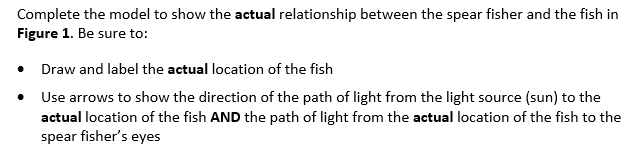 Complete the model to show the actual relationship between the spear fisher and the fish in
Figure 1. Be sure to:
• Draw and label the actual location of the fish
• Use arrows to show the direction of the path of light from the light source (sun) to the
actual location of the fish AND the path of light from the actual location of the fish to the
spear fisher's eyes